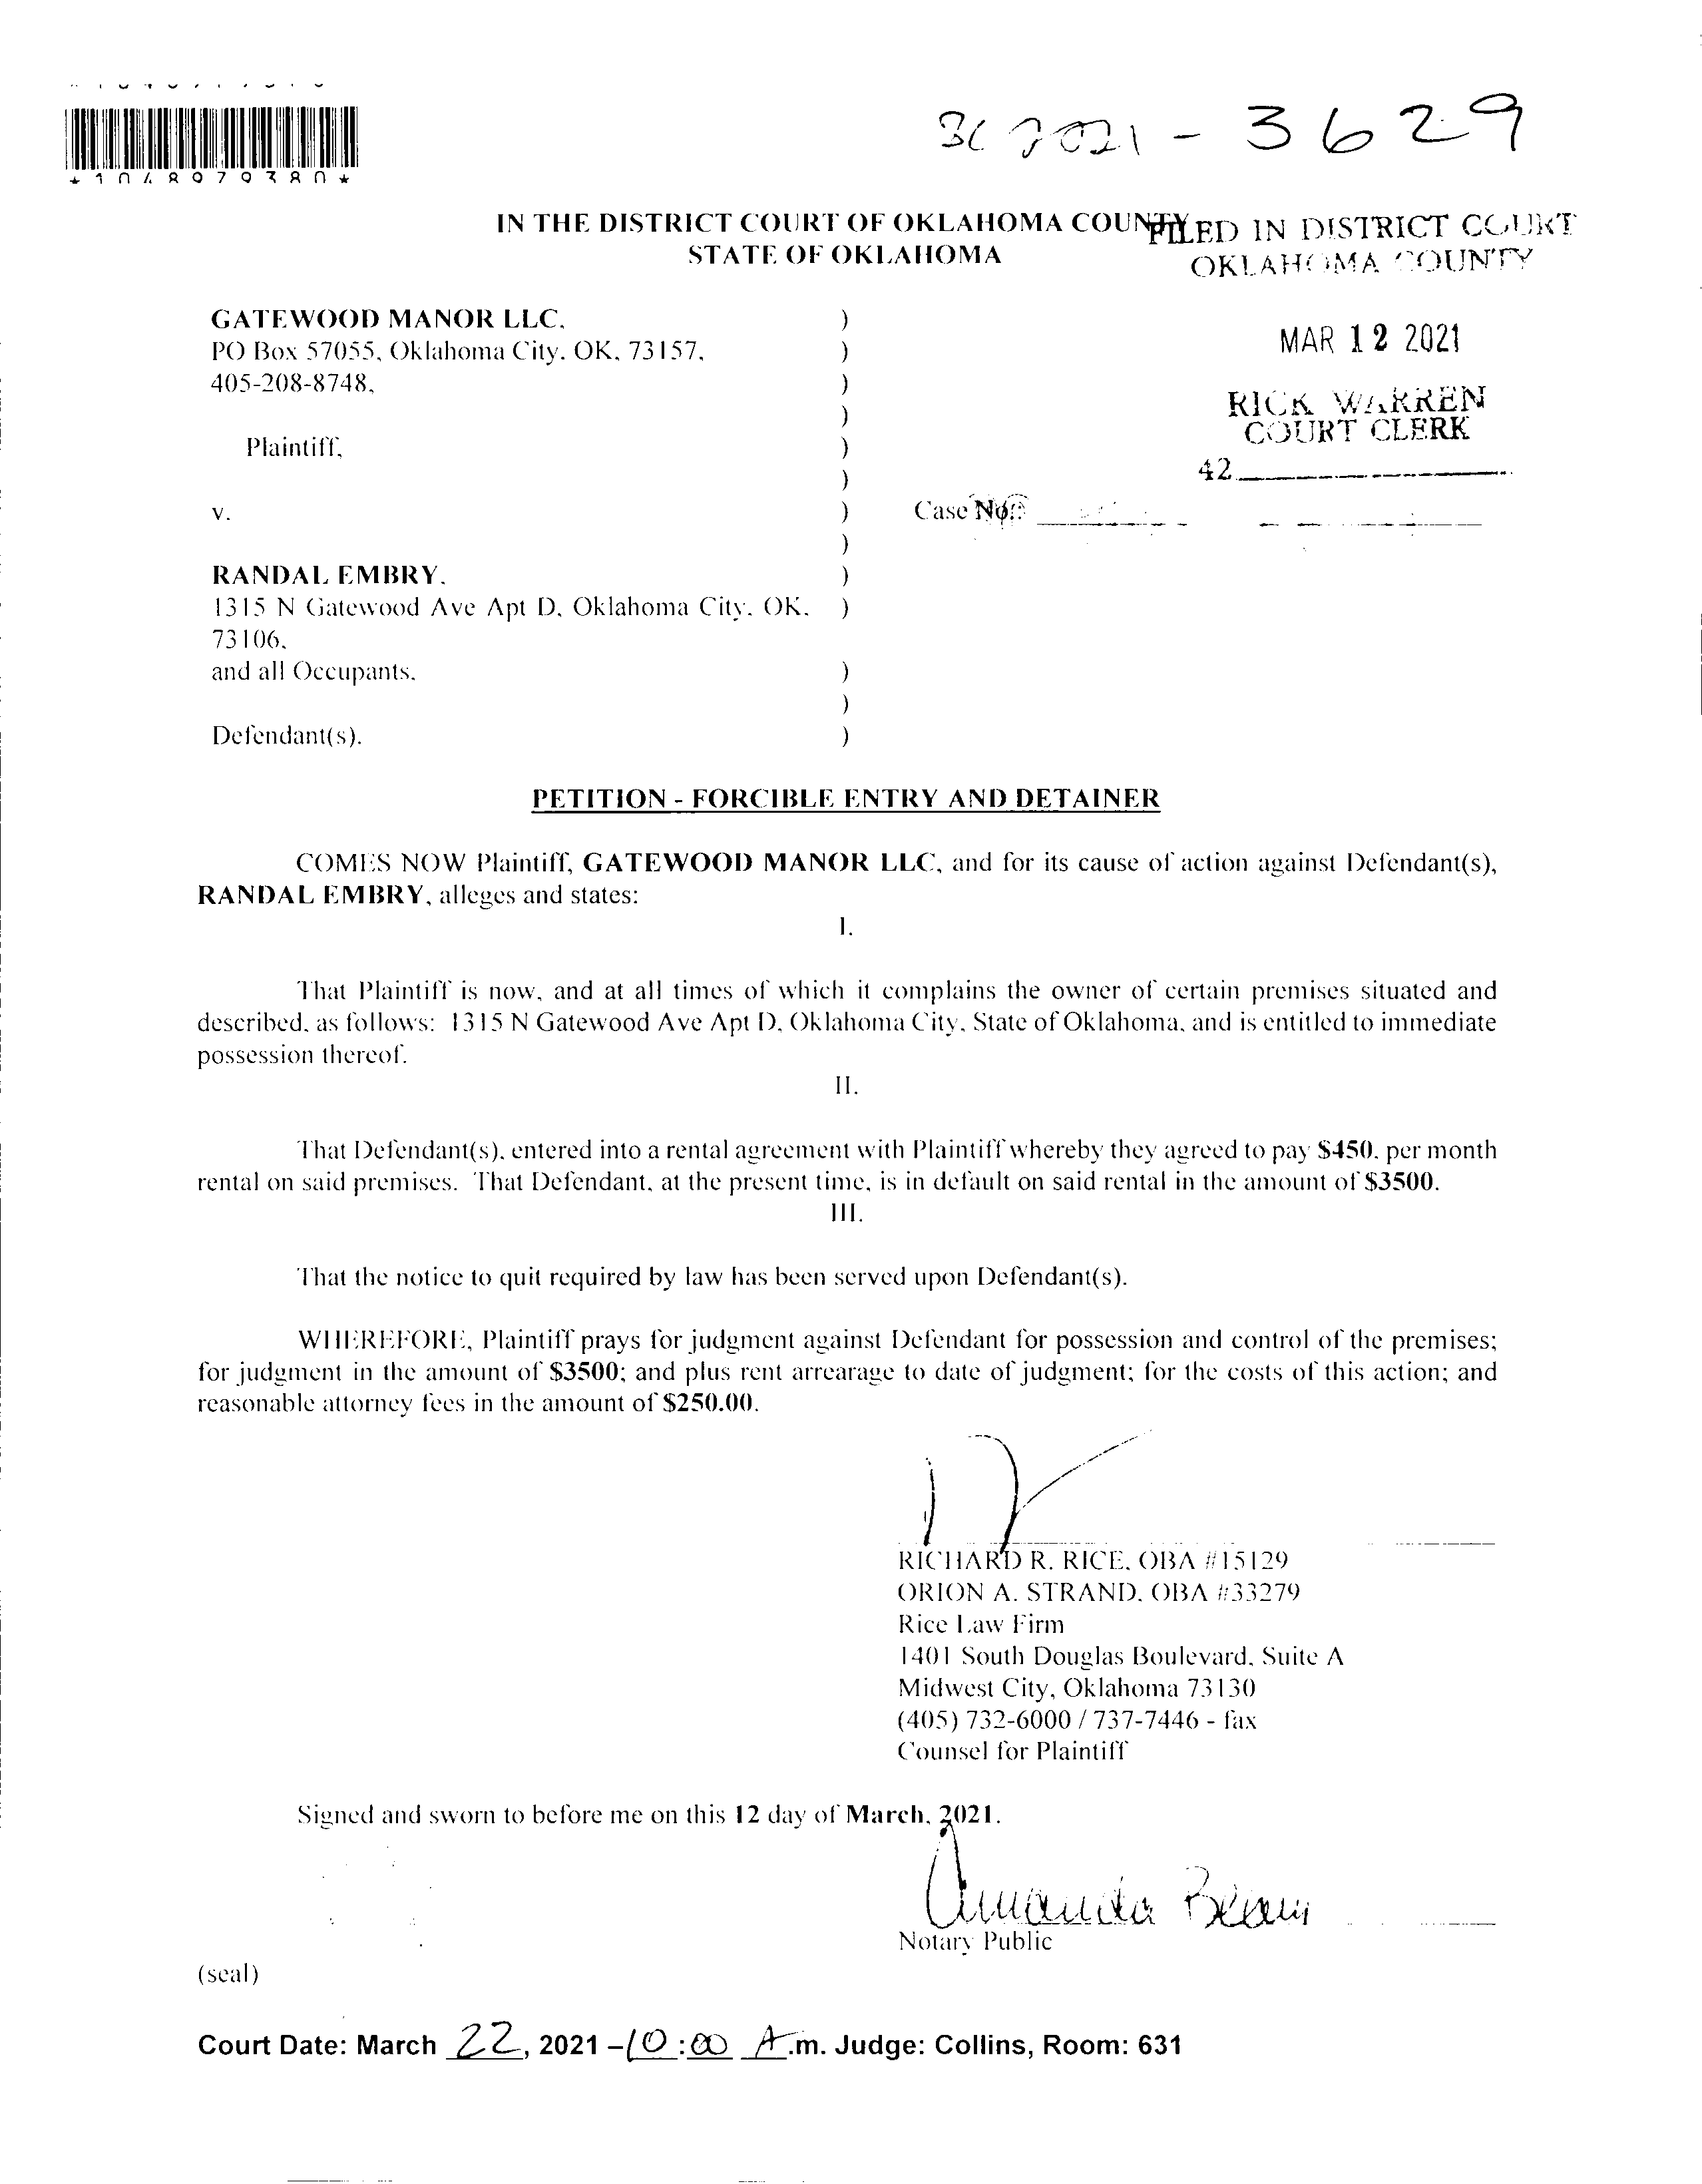 *1048979380*
SC 2021 - 3629
IN THE DISTRICT COURT OF OKLAHOMA COUNTY
STATE OF OKLAHOMA
FILED IN DISTRICT COURT
OKLAHOMA COUNTY
MAR 12 2021
RICK WARREN
COURT CLERK
42
GATEWOOD MANOR LLC, )
PO Box 57055, Oklahoma City, OK, 73157, )
405-208-8748, )
)
Plaintiff, )
)
v. ) Case No.:
)
RANDAL EMBRY, )
1315 N Gatewood Ave Apt D, Oklahoma City, OK, )
73106,
and all Occupants, )
)
Defendant(s). )
PETITION - FORCIBLE ENTRY AND DETAINER
COMES NOW Plaintiff, GATEWOOD MANOR LLC, and for its cause of action against Defendant(s),
RANDAL EMBRY, alleges and states:
I.
That Plaintiff is now, and at all times of which it complains the owner of certain premises situated and
described, as follows: 1315 N Gatewood Ave Apt D, Oklahoma City, State of Oklahoma, and is entitled to immediate
possession thereof.
II.
That Defendant(s), entered into a rental agreement with Plaintiff whereby they agreed to pay $450. per month
rental on said premises. That Defendant, at the present time, is in default on said rental in the amount of $3500.
III.
That the notice to quit required by law has been served upon Defendant(s).
WHEREFORE, Plaintiff prays for judgment against Defendant for possession and control of the premises;
for judgment in the amount of $3500; and plus rent arrearage to date of judgment; for the costs of this action; and
reasonable attorney fees in the amount of $250.00.
RICHARD R. RICE, OBA #15129
ORION A. STRAND, OBA #33279
Rice Law Firm
1401 South Douglas Boulevard, Suite A
Midwest City, Oklahoma 73130
(405) 732-6000 / 737-7446 - fax
Counsel for Plaintiff
Signed and sworn to before me on this 12 day of March, 2021.
Amanda Beam
Notary Public
(seal)
Court Date: March 22, 2021 – 10:00 A.m. Judge: Collins, Room: 631